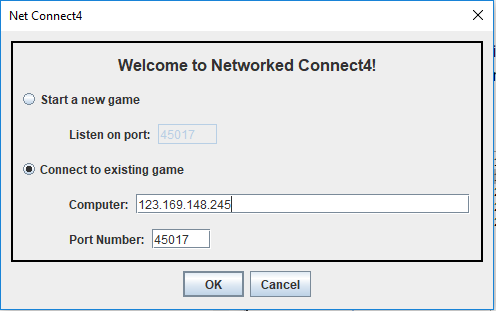 Net Connect4
Welcome to Networked Connect4!
Start a new game
Listen on port: 45017
Connect to existing game
Computer: 123.169.148.245
Port Number: 45017
OK Cancel